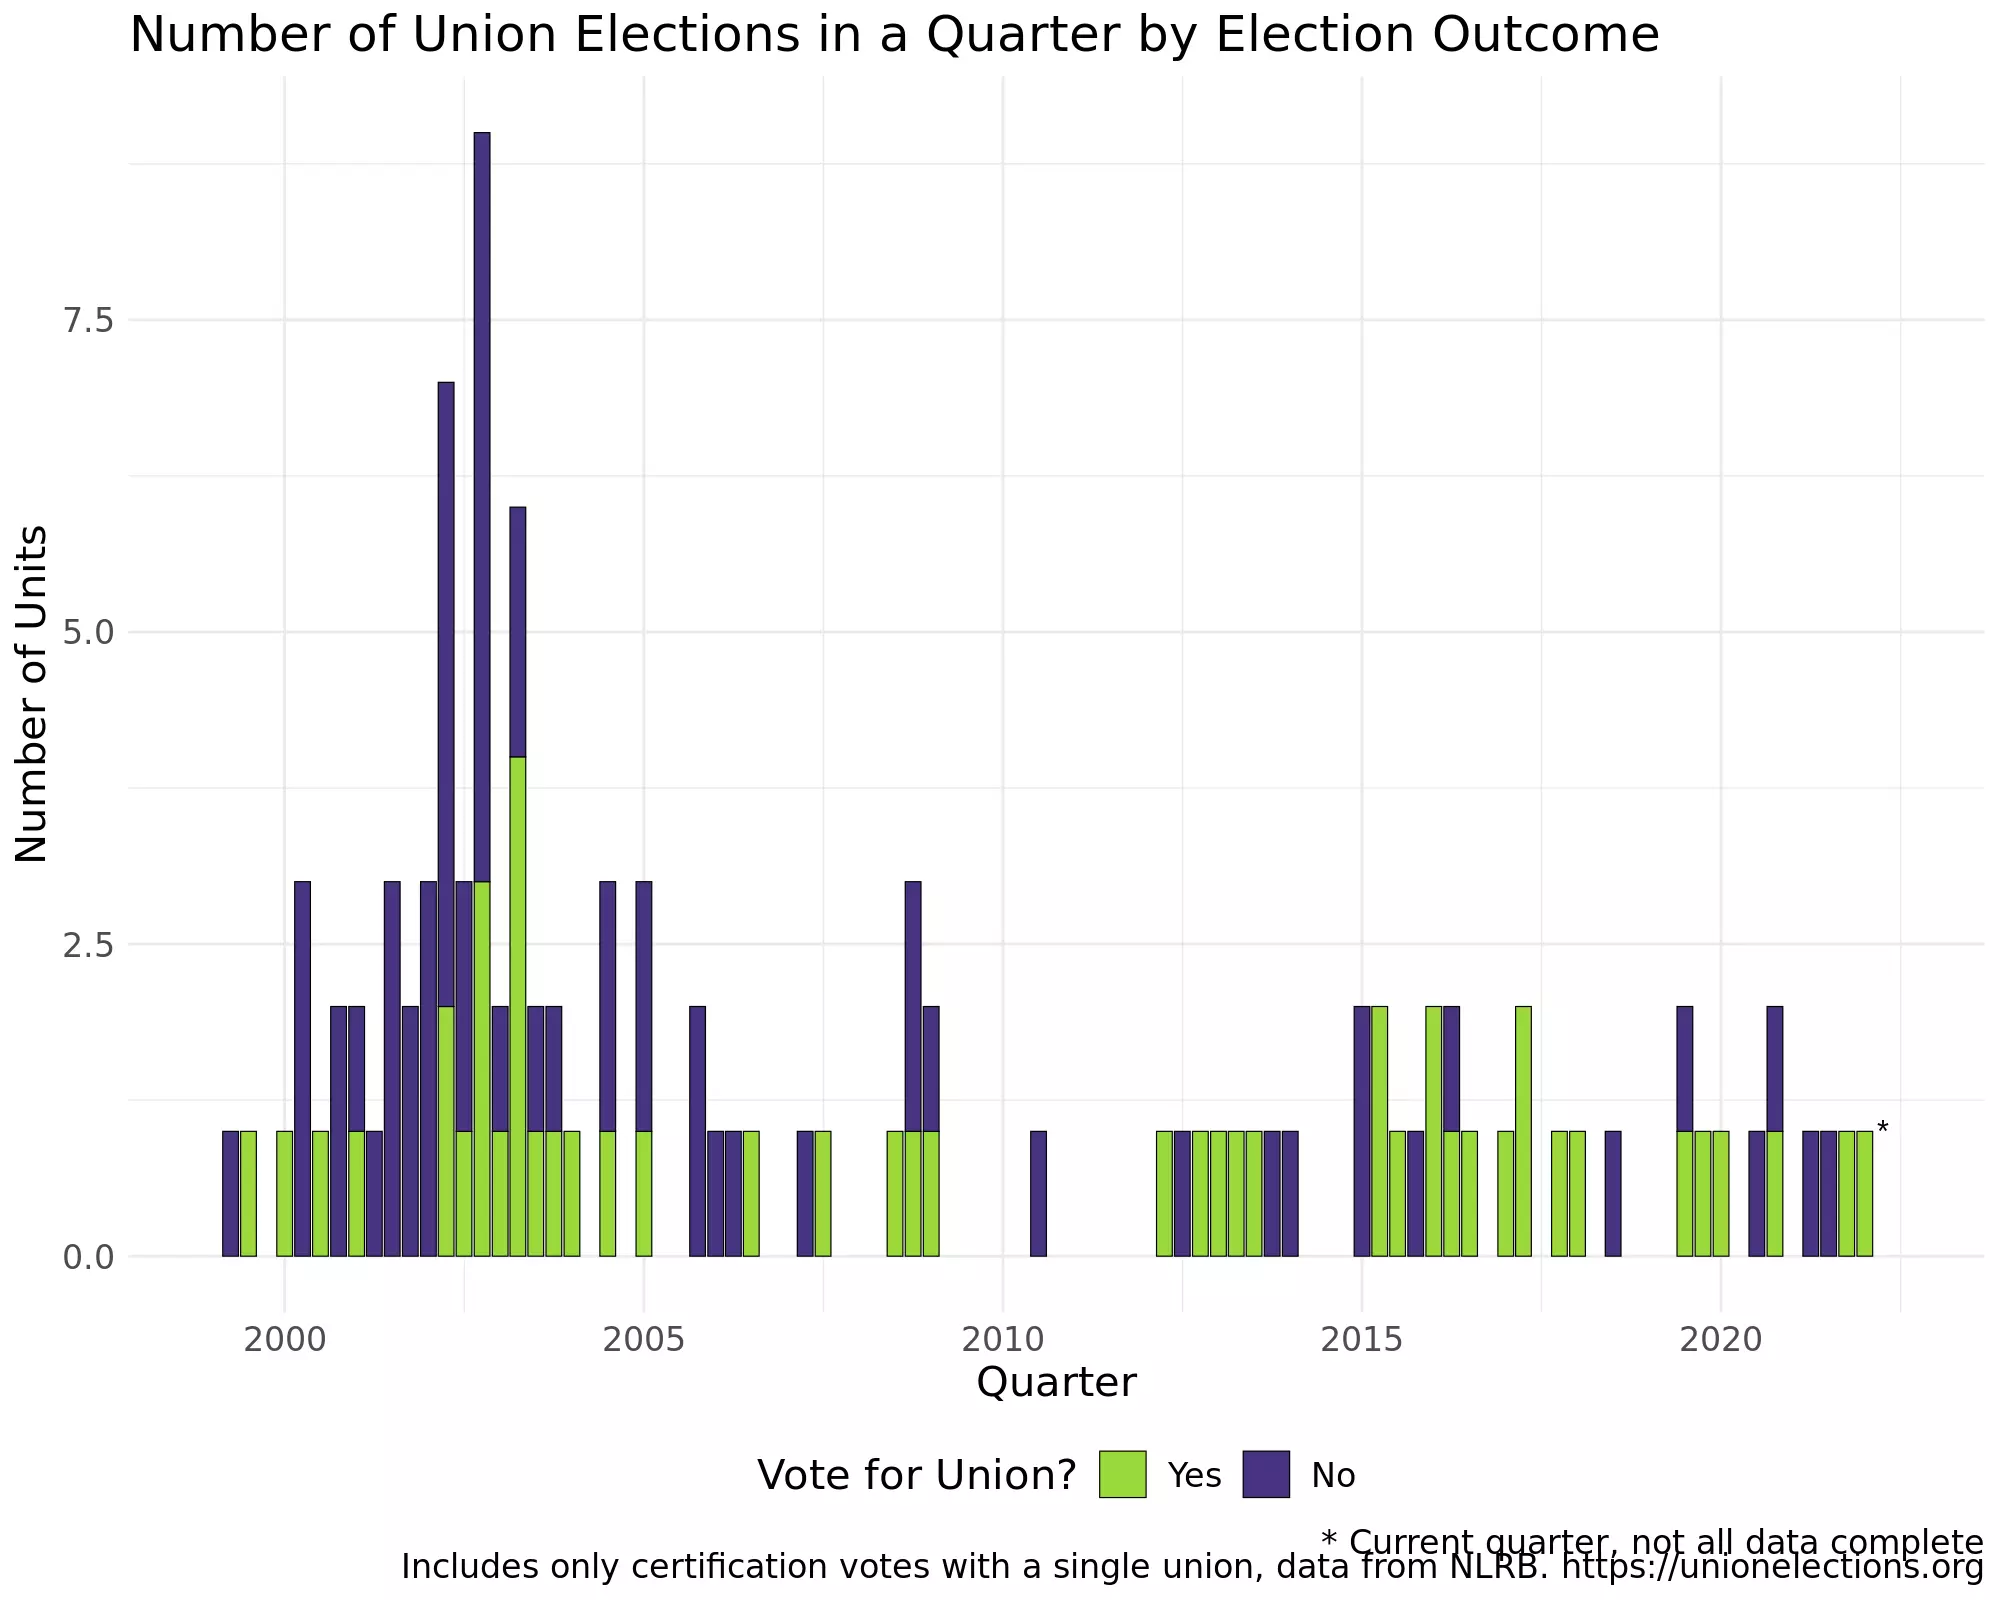 Number of Union Elections in a Quarter by Election Outcome
Number of Units
7.5
5.0
2.5
0.0
*
2000 2005 2010 2015 2020
Quarter
Vote for Union? Yes No
* Current quarter, not all data complete
Includes only certification votes with a single union, data from NLRB. https://unionelections.org